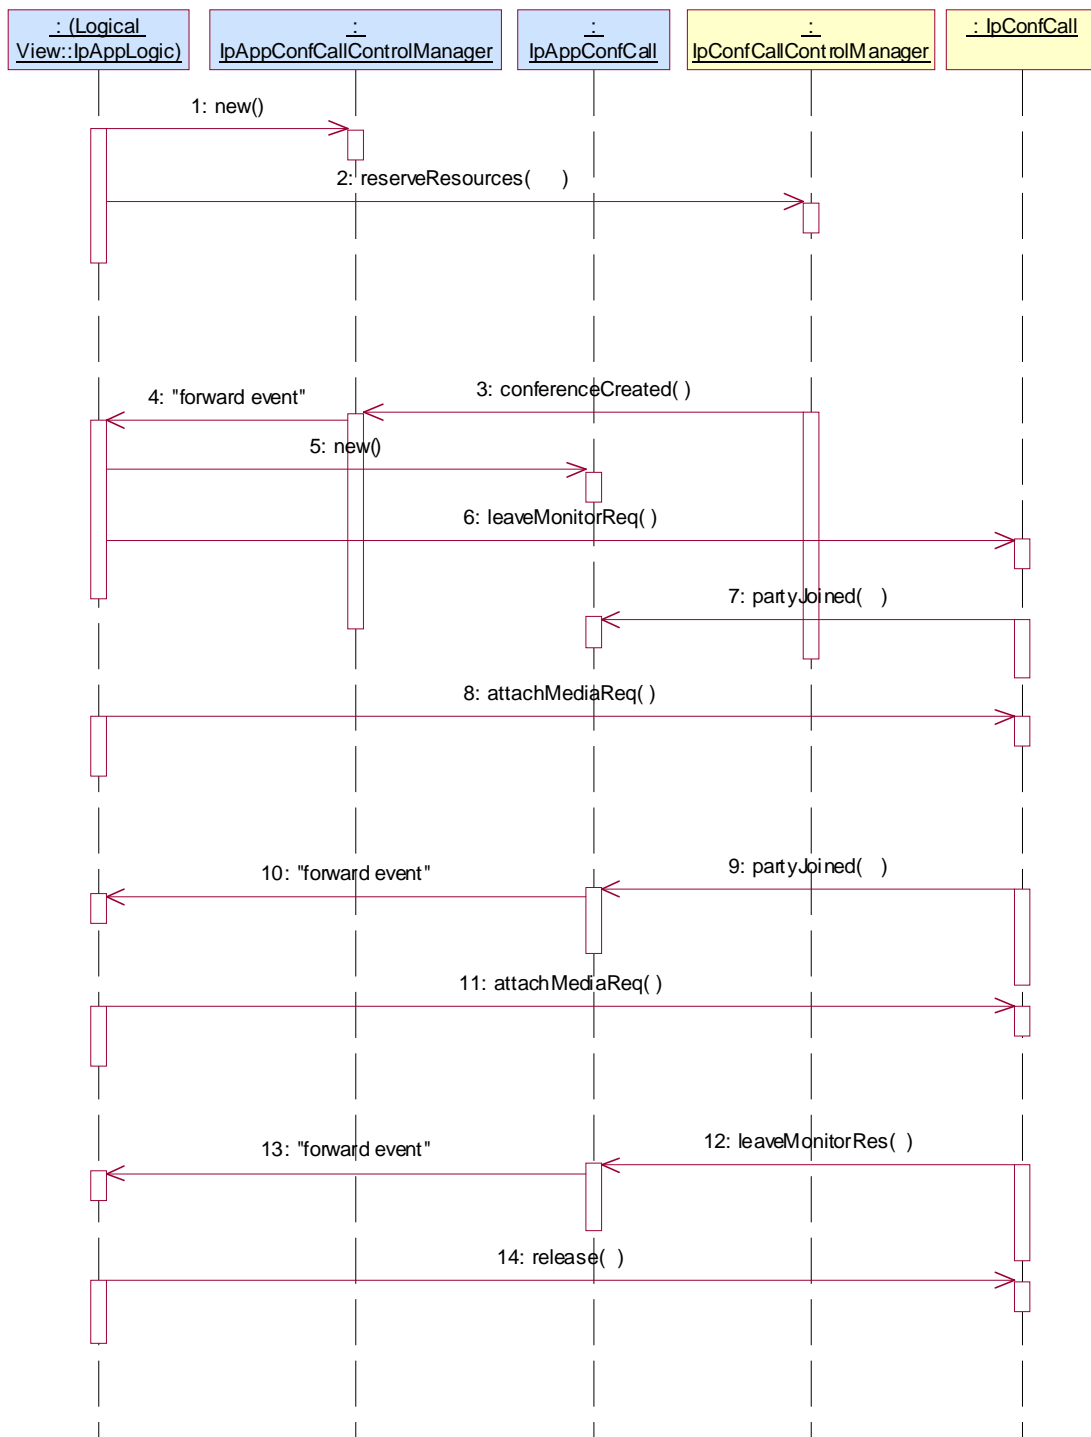 : (Logical
View::IpAppLogic)
:
IpAppConfCallControlManager
:
IpAppConfCall
:
IpConfCallControlManager
: IpConfCall
1: new()
2: reserveResources( )
3: conferenceCreated( )
4: "forward event"
5: new()
6: leaveMonitorReq( )
7: partyJoined( )
8: attachMediaReq( )
9: partyJoined( )
10: "forward event"
11: attachMediaReq( )
12: leaveMonitorRes( )
13: "forward event"
14: release( )